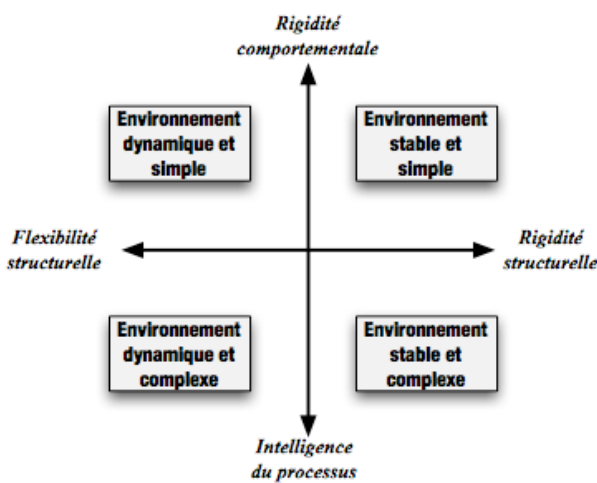 Rigidité
comportementale
Environnement
dynamique et
simple
Environnement
stable et
simple
Flexibilité
structurelle
Rigidité
structurelle
Environnement
dynamique et
complexe
Environnement
stable et
complexe
Intelligence
du processus